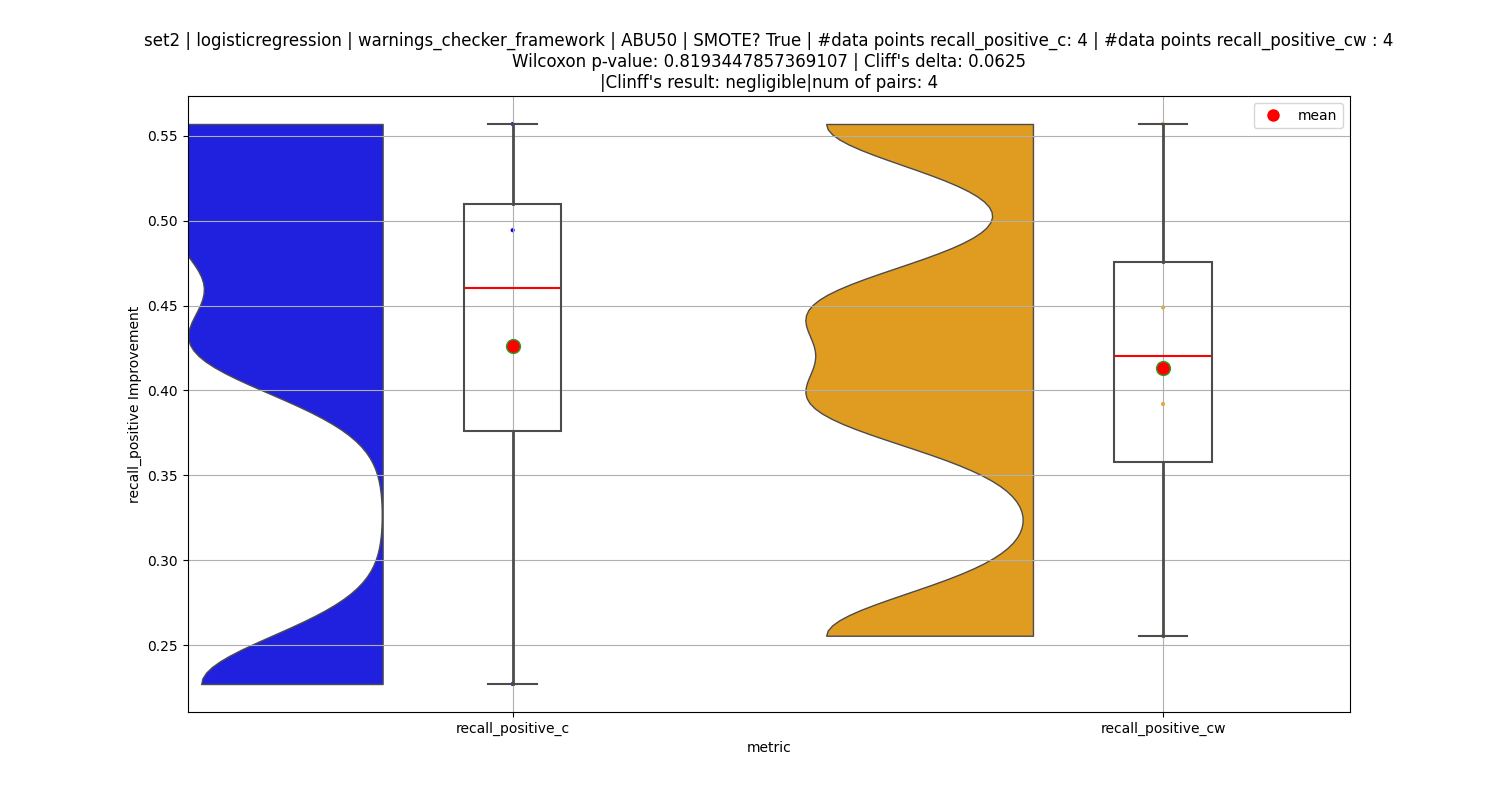 set2 | logisticregression | warnings_checker_framework | ABU50 | SMOTE? True | #data points recall_positive_c: 4 | #data points recall_positive_cw : 4
Wilcoxon p-value: 0.8193447857369107 | Cliff's delta: 0.0625
|Clinff's result: negligible|num of pairs: 4
mean
0.55
0.50
0.45
0.40
0.35
0.30
0.25
recall_positive Improvement
recall_positive_c
recall_positive_cw
metric